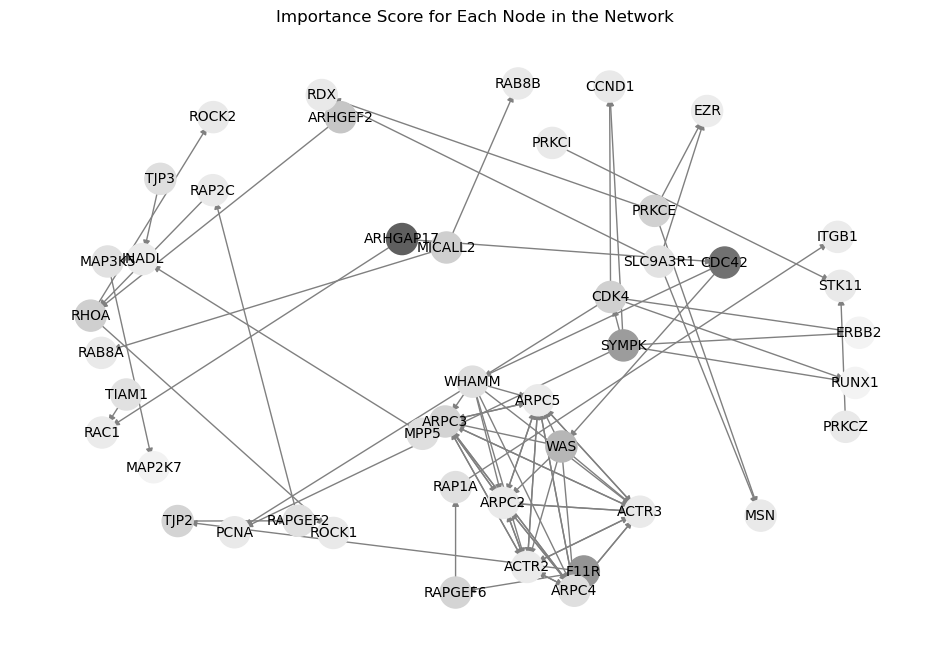 Importance Score for Each Node in the Network
RAB8B
CCND1
RDX
EZR
ROCK2
ARHGEF2
PRKCI
TJP3
RAP2C
PRKCE
ITGB1
ARHGAP17
MICALL2
INADL
MAP3K5
SLC9A3R1
CDC42
STK11
CDK4
RHOA
ERBB2
SYMPK
RAB8A
WHAMM
RUNX1
TIAM1
ARPC5
ARPC3
PRKCZ
RAC1
MPP5
WAS
MAP2K7
RAP1A
ARPC2
ACTR3
MSN
TJP2
RAPGEF2
PCNA
ROCK1
ACTR2
F11R
ARPC4
RAPGEF6